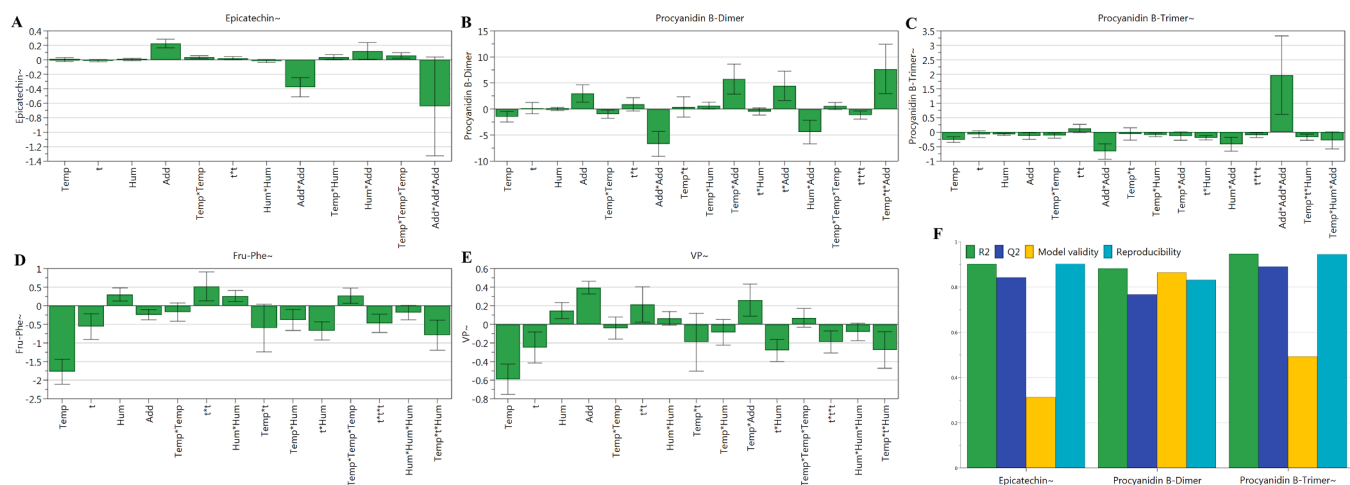 A
Epicatechin~
Epicatechin~
0.4
0.2
0
-0.2
-0.4
-0.6
-0.8
-1
-1.2
-1.4
Temp
t
Hum
Add
Temp*Temp
t*t
Hum*Hum
Add*Add
Temp*Hum
Hum*Add
Temp*Temp*Temp
Add*Add*Add
B
Procyanidin B-Dimer
Procyanidin B-Dimer
15
10
5
0
-5
-10
Temp
t
Hum
Add
Temp*Temp
t*t
Add*Add
Temp*t
Temp*Hum
Temp*Add
t*Hum
t*Add
Hum*Add
Temp*Temp*Temp
t*t*t
Temp*t*Add
C
Procyanidin B-Trimer~
Procyanidin B-Trimer~
3.5
3
2.5
2
1.5
1
0.5
0
-0.5
-1
Temp
t
Hum
Add
Temp*Temp
t*t
Add*Add
Temp*t
Temp*Hum
Temp*Add
t*Hum
Hum*Add
t*t*t
Add*Add*Add
Temp*t*Hum
Temp*Hum*Add
D
Fru-Phe~
Fru-Phe~
1
0.5
0
-0.5
-1
-1.5
-2
-2.5
Temp
t
Hum
Add
Temp*Temp
t*t
Hum*Hum
Temp*t
Temp*Hum
t*Hum
Temp*Temp*Temp
t*t*t
Hum*Hum*Hum
Temp*t*Hum
E
VP~
VP~
0.6
0.4
0.2
0
-0.2
-0.4
-0.6
-0.8
Temp
t
Hum
Add
Temp*Temp
t*t
Hum*Hum
Temp*t
Temp*Hum
Temp*Add
t*Hum
Temp*Temp*Temp
t*t*t
Hum*Hum*Hum
Temp*t*Hum
F
R2
Q2
Model validity
Reproducibility
1
0.8
0.6
0.4
0.2
0
Epicatechin~
Procyanidin B-Dimer
Procyanidin B-Trimer~